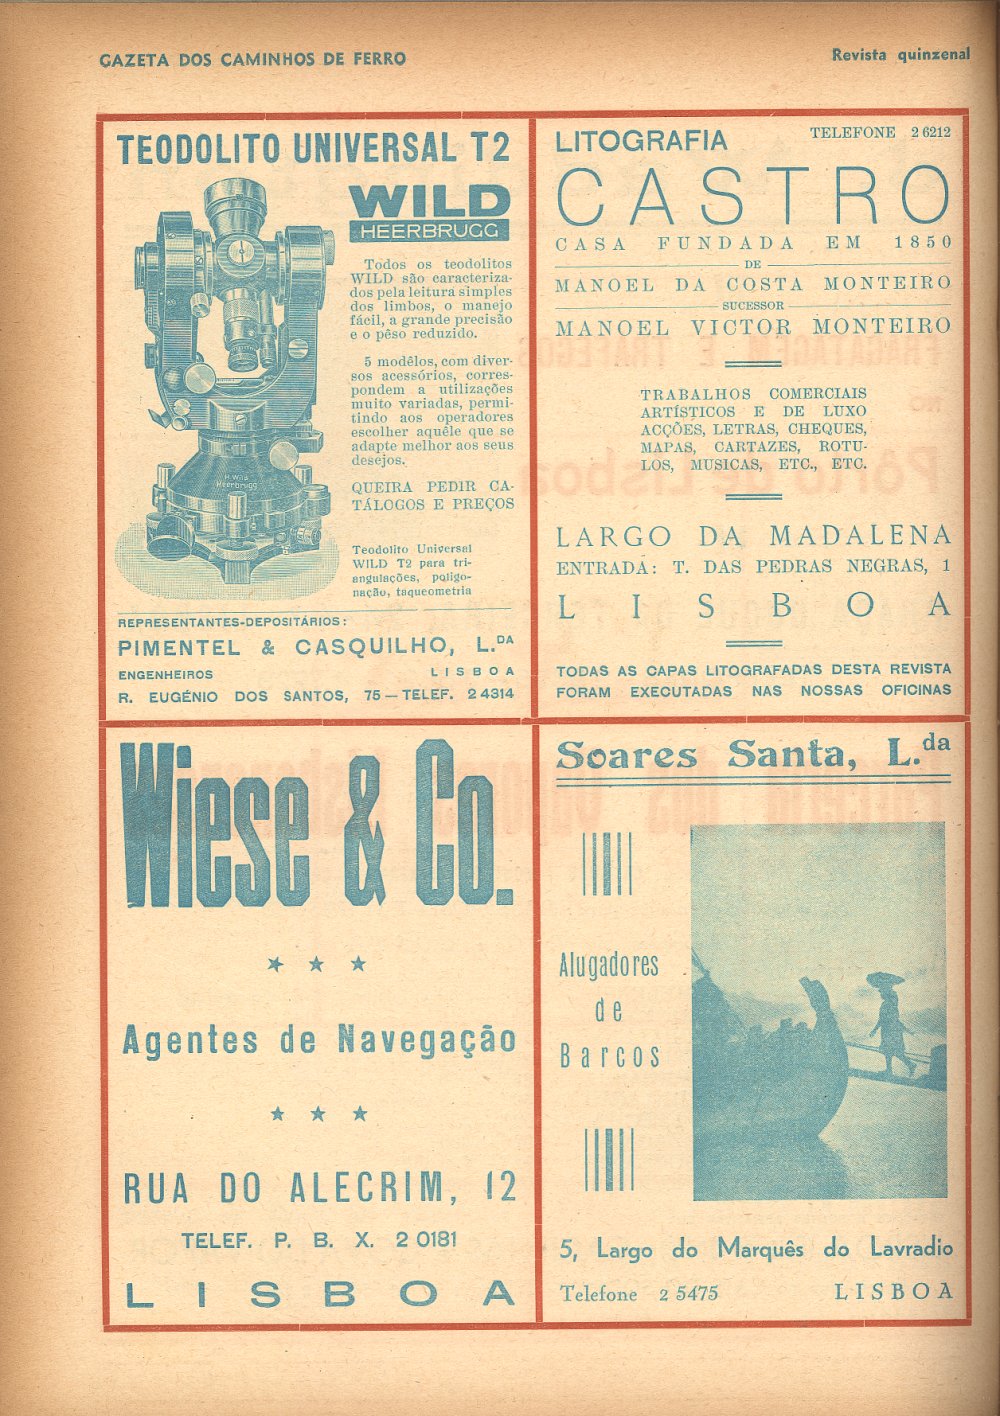 GAZETA DOS CAMINHOS DE FERRO
Revista quinzenal
TEODOLITO UNIVERSAL T2
WILD
HEERBRUGG
Todos os teodolitos
WILD são caracteriza-
dos pela leitura simples
dos limbos, o manejo
fácil, a grande precisão
e o pêso reduzido.
5 modêlos, com diver-
sos acessórios, corres-
pondem a utilizações
muito variadas, permi-
tindo aos operadores
escolher aquêle que se
adapte melhor aos seus
desejos.
QUEIRA PEDIR CA-
TÁLOGOS E PREÇOS
H. Wild
Heerbrugg
Teodolito Universal
WILD T2 para tri-
angulações, poligo-
nação, taqueometria
REPRESENTANTES-DEPOSITÁRIOS:
PIMENTEL & CASQUILHO, L.DA
ENGENHEIROS LISBOA
R. EUGÉNIO DOS SANTOS, 75 — TELEF. 2 4314
LITOGRAFIA
TELEFONE 2 6212
CASTRO
CASA FUNDADA EM 1850
DE
MANOEL DA COSTA MONTEIRO
SUCESSOR
MANOEL VICTOR MONTEIRO
TRABALHOS COMERCIAIS
ARTÍSTICOS E DE LUXO
ACÇÕES, LETRAS, CHEQUES,
MAPAS, CARTAZES, ROTU-
LOS, MUSICAS, ETC., ETC.
LARGO DA MADALENA
ENTRADA: T. DAS PEDRAS NEGRAS, 1
LISBOA
TODAS AS CAPAS LITOGRAFADAS DESTA REVISTA
FORAM EXECUTADAS NAS NOSSAS OFICINAS
Wiese & Co.
Agentes de Navegação
RUA DO ALECRIM, 12
TELEF. P. B. X. 2 0181
LISBOA
Soares Santa, L.da
Alugadores
de
Barcos
5, Largo do Marquês do Lavradio
Telefone 2 5475 LISBOA